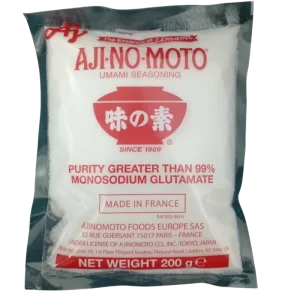 AJI
The Essence of Umami
AJI-NO-MOTO®
UMAMI SEASONING
味の素
SINCE 1909®
PURITY GREATER THAN 99%
MONOSODIUM GLUTAMATE
MADE IN FRANCE
AJINOMOTO FOODS EUROPE SAS
32 RUE GUERSANT 75017 PARIS - FRANCE
UNDER LICENSE OF AJINOMOTO CO., INC. - TOKYO, JAPAN
NET WEIGHT 200 g ℮